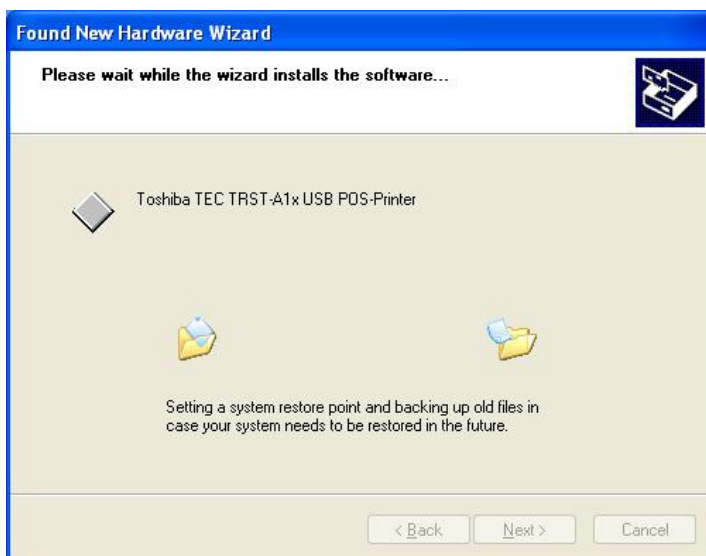 Found New Hardware Wizard
Please wait while the wizard installs the software...
Toshiba TEC TRST-A1x USB POS-Printer
Setting a system restore point and backing up old files in
case your system needs to be restored in the future.
< Back Next > Cancel